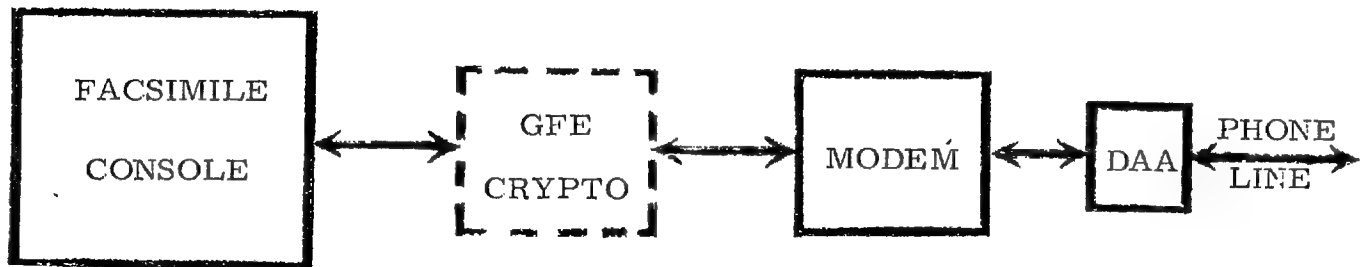 FACSIMILE
CONSOLE
GFE
CRYPTO
MODEM
DAA
PHONE
LINE